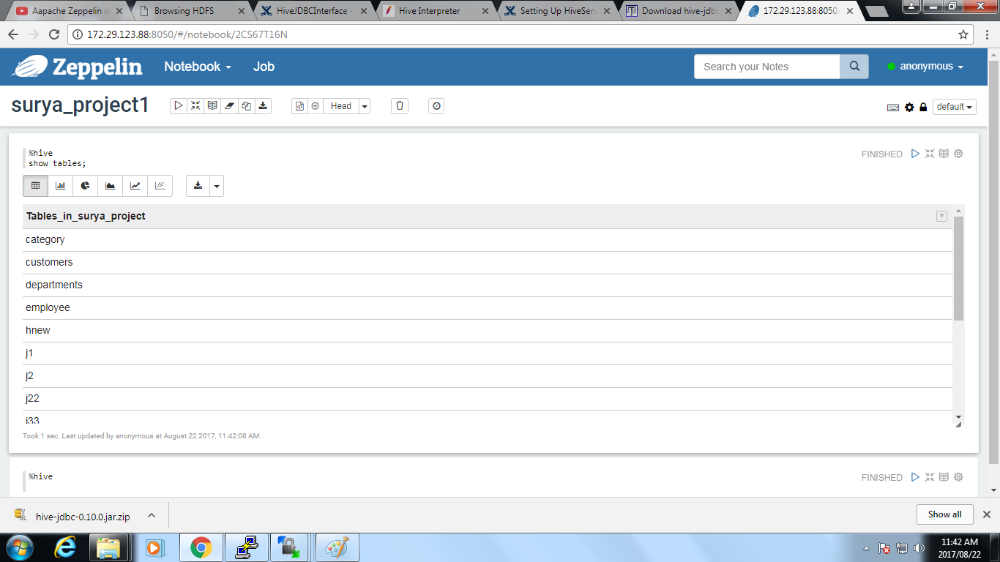 Aapache Zeppelin w
Browsing HDFS
HiveJDBCInterface -
Hive Interpreter
Setting Up HiveServ
Download hive-jdbc
172.29.123.88:8050/
172.29.123.88:8050/#/notebook/2CS67T16N
Zeppelin
Notebook
Job
Search your Notes
anonymous
surya_project1
Head
default
%hive
FINISHED
show tables;
Tables_in_surya_project
category
customers
departments
employee
hnew
j1
j2
j22
j33
Took 1 sec. Last updated by anonymous at August 22 2017, 11:42:08 AM.
%hive
FINISHED
hive-jdbc-0.10.0.jar.zip
Show all
11:42 AM
2017/08/22